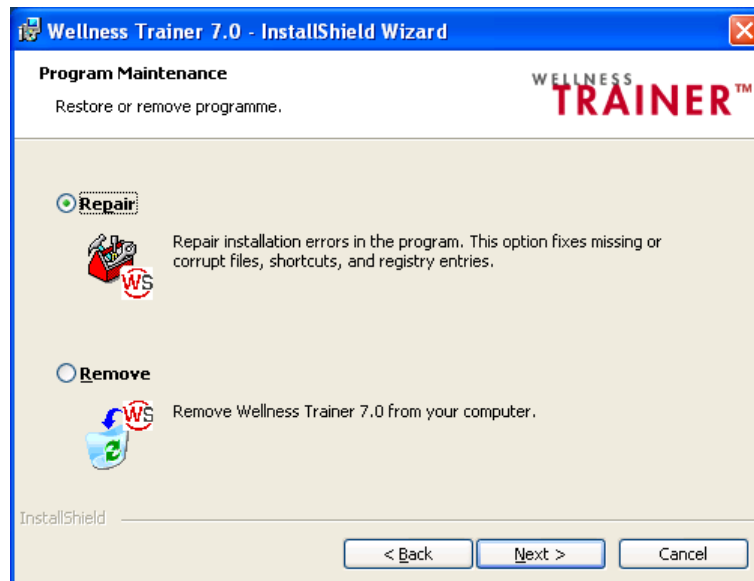 Wellness Trainer 7.0 - InstallShield Wizard
Program Maintenance
Restore or remove programme.
WELLNESS
TRAINER™
Repair
Repair installation errors in the program. This option fixes missing or
corrupt files, shortcuts, and registry entries.
WS
Remove
WS
Remove Wellness Trainer 7.0 from your computer.
InstallShield
< Back
Next >
Cancel